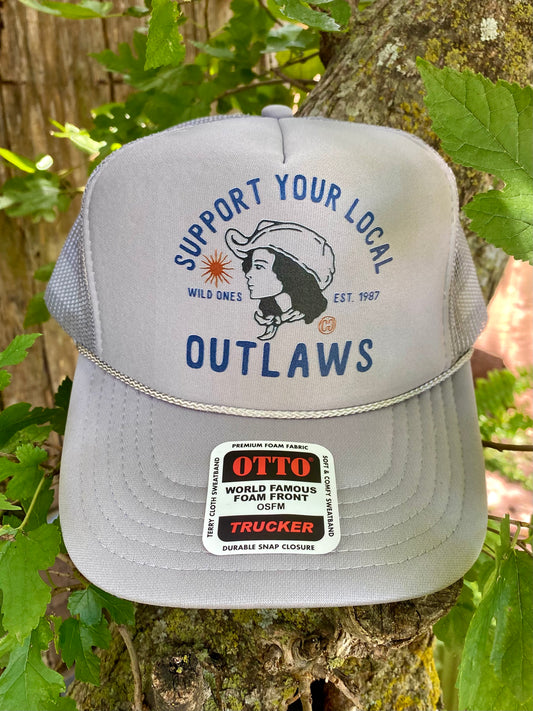 SUPPORT YOUR LOCAL
WILD ONES
EST. 1987
OUTLAWS
PREMIUM FOAM FABRIC
TERRY CLOTH SWEATBAND
OTTO
WORLD FAMOUS
FOAM FRONT
OSFM
TRUCKER
SOFT & COMFY SWEATBAND
DURABLE SNAP CLOSURE